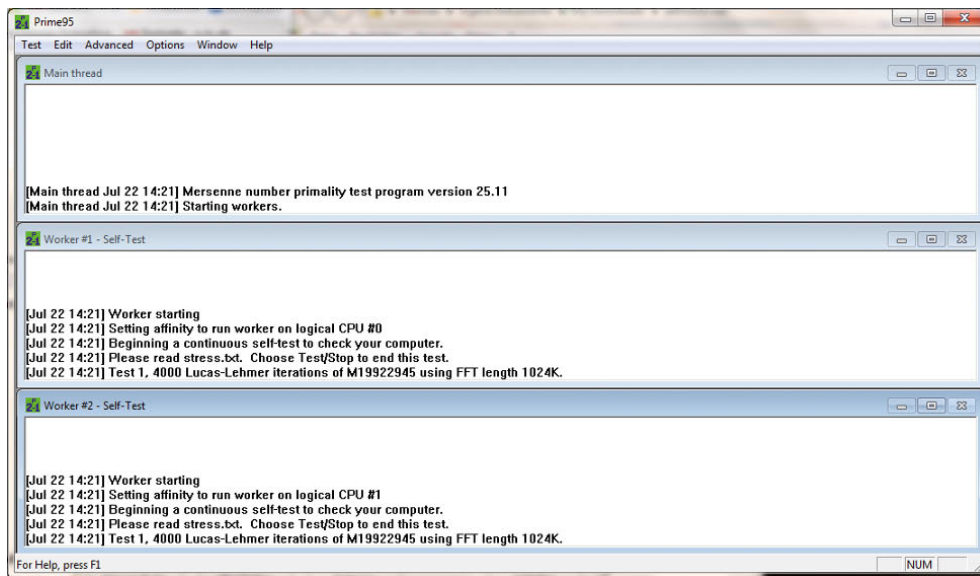 Prime95
Test Edit Advanced Options Window Help
Main thread
[Main thread Jul 22 14:21] Mersenne number primality test program version 25.11
[Main thread Jul 22 14:21] Starting workers.
Worker #1 - Self-Test
[Jul 22 14:21] Worker starting
[Jul 22 14:21] Setting affinity to run worker on logical CPU #0
[Jul 22 14:21] Beginning a continuous self-test to check your computer.
[Jul 22 14:21] Please read stress.txt. Choose Test/Stop to end this test.
[Jul 22 14:21] Test 1, 4000 Lucas-Lehmer iterations of M19922945 using FFT length 1024K.
Worker #2 - Self-Test
[Jul 22 14:21] Worker starting
[Jul 22 14:21] Setting affinity to run worker on logical CPU #1
[Jul 22 14:21] Beginning a continuous self-test to check your computer.
[Jul 22 14:21] Please read stress.txt. Choose Test/Stop to end this test.
[Jul 22 14:21] Test 1, 4000 Lucas-Lehmer iterations of M19922945 using FFT length 1024K.
For Help, press F1
NUM